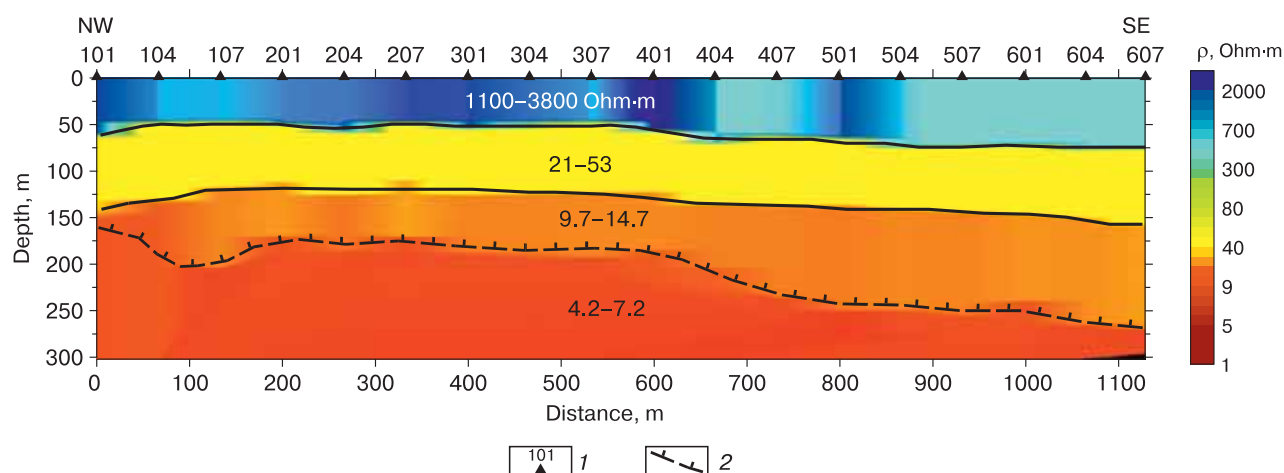 NW SE
101 104 107 201 204 207 301 304 307 401 404 407 501 504 507 601 604 607
ρ, Ohm·m
0
50
100
150
200
250
300
Depth, m
1100–3800 Ohm·m
21–53
9.7–14.7
4.2–7.2
2000
700
300
80
40
9
5
1
0 100 200 300 400 500 600 700 800 900 1000 1100
Distance, m
101 1 2